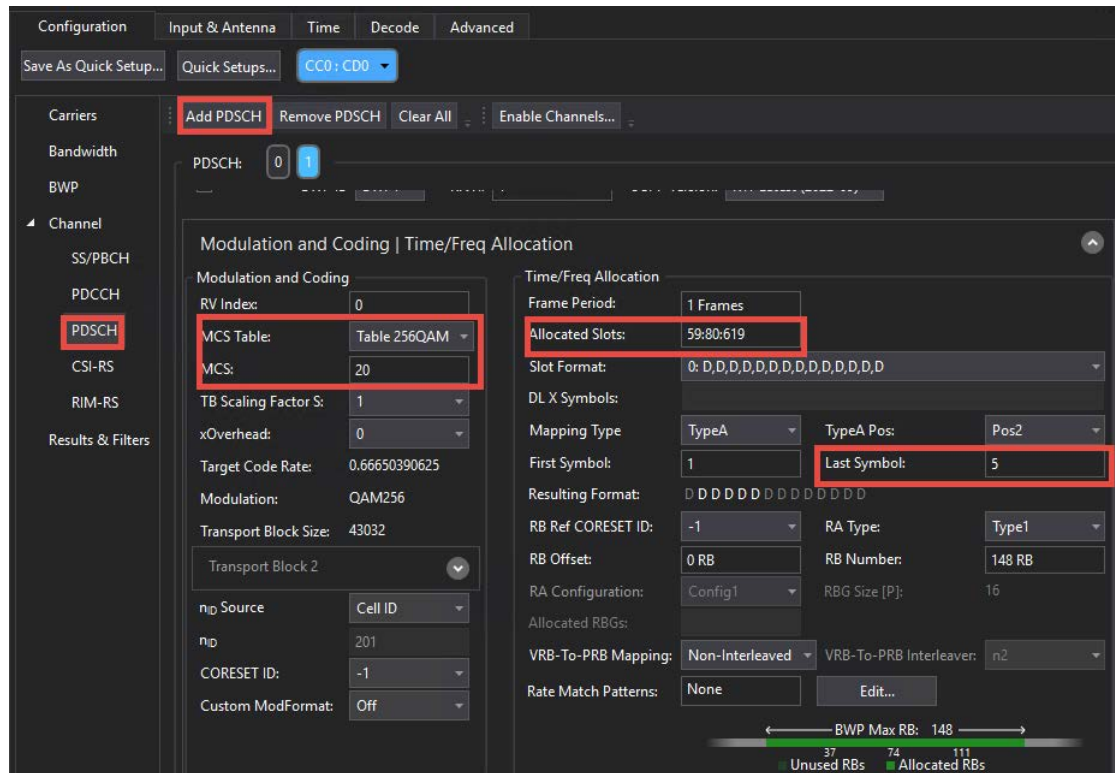 Configuration Input & Antenna Time Decode Advanced
Save As Quick Setup... Quick Setups... CC0 : CD0
Carriers
Bandwidth
BWP
Channel
SS/PBCH
PDCCH
PDSCH
CSI-RS
RIM-RS
Results & Filters
Add PDSCH Remove PDSCH Clear All Enable Channels...
PDSCH: 0 1
Modulation and Coding | Time/Freq Allocation
Modulation and Coding
RV Index: 0
MCS Table: Table 256QAM
MCS: 20
TB Scaling Factor S: 1
xOverhead: 0
Target Code Rate: 0.66650390625
Modulation: QAM256
Transport Block Size: 43032
Transport Block 2
nID Source Cell ID
nID 201
CORESET ID: -1
Custom ModFormat: Off
Time/Freq Allocation
Frame Period: 1 Frames
Allocated Slots: 59:80:619
Slot Format: 0: D,D,D,D,D,D,D,D,D,D,D,D,D,D
DL X Symbols:
Mapping Type TypeA TypeA Pos: Pos2
First Symbol: 1 Last Symbol: 5
Resulting Format: D D D D D D D D D D D D D D
RB Ref CORESET ID: -1 RA Type: Type1
RB Offset: 0 RB RB Number: 148 RB
RA Configuration: Config1 RBG Size [P]: 16
Allocated RBGs:
VRB-To-PRB Mapping: Non-Interleaved VRB-To-PRB Interleaver: n2
Rate Match Patterns: None Edit...
BWP Max RB: 148
37 74 111
Unused RBs Allocated RBs